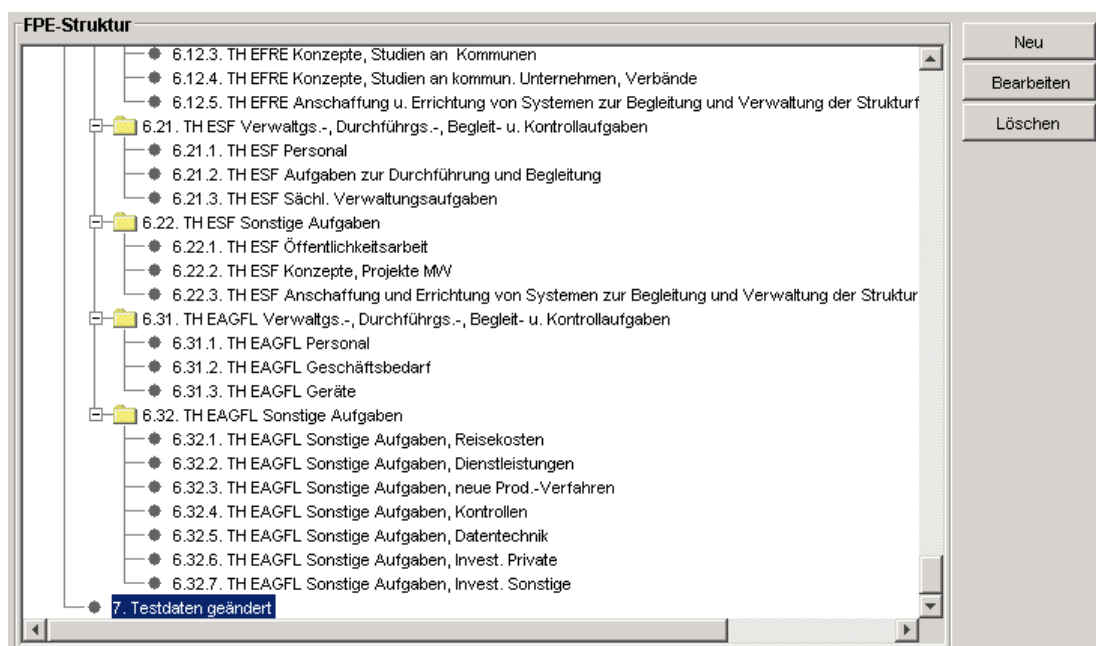 FPE-Struktur
Neu
Bearbeiten
Löschen
6.12.3. TH EFRE Konzepte, Studien an Kommunen
6.12.4. TH EFRE Konzepte, Studien an kommun. Unternehmen, Verbände
6.12.5. TH EFRE Anschaffung u. Errichtung von Systemen zur Begleitung und Verwaltung der Strukturf
6.21. TH ESF Verwaltgs.-, Durchführgs.-, Begleit- u. Kontrollaufgaben
6.21.1. TH ESF Personal
6.21.2. TH ESF Aufgaben zur Durchführung und Begleitung
6.21.3. TH ESF Sächl. Verwaltungsaufgaben
6.22. TH ESF Sonstige Aufgaben
6.22.1. TH ESF Öffentlichkeitsarbeit
6.22.2. TH ESF Konzepte, Projekte MW
6.22.3. TH ESF Anschaffung und Errichtung von Systemen zur Begleitung und Verwaltung der Struktur
6.31. TH EAGFL Verwaltgs.-, Durchführgs.-, Begleit- u. Kontrollaufgaben
6.31.1. TH EAGFL Personal
6.31.2. TH EAGFL Geschäftsbedarf
6.31.3. TH EAGFL Geräte
6.32. TH EAGFL Sonstige Aufgaben
6.32.1. TH EAGFL Sonstige Aufgaben, Reisekosten
6.32.2. TH EAGFL Sonstige Aufgaben, Dienstleistungen
6.32.3. TH EAGFL Sonstige Aufgaben, neue Prod.-Verfahren
6.32.4. TH EAGFL Sonstige Aufgaben, Kontrollen
6.32.5. TH EAGFL Sonstige Aufgaben, Datentechnik
6.32.6. TH EAGFL Sonstige Aufgaben, Invest. Private
6.32.7. TH EAGFL Sonstige Aufgaben, Invest. Sonstige
7. Testdaten geändert